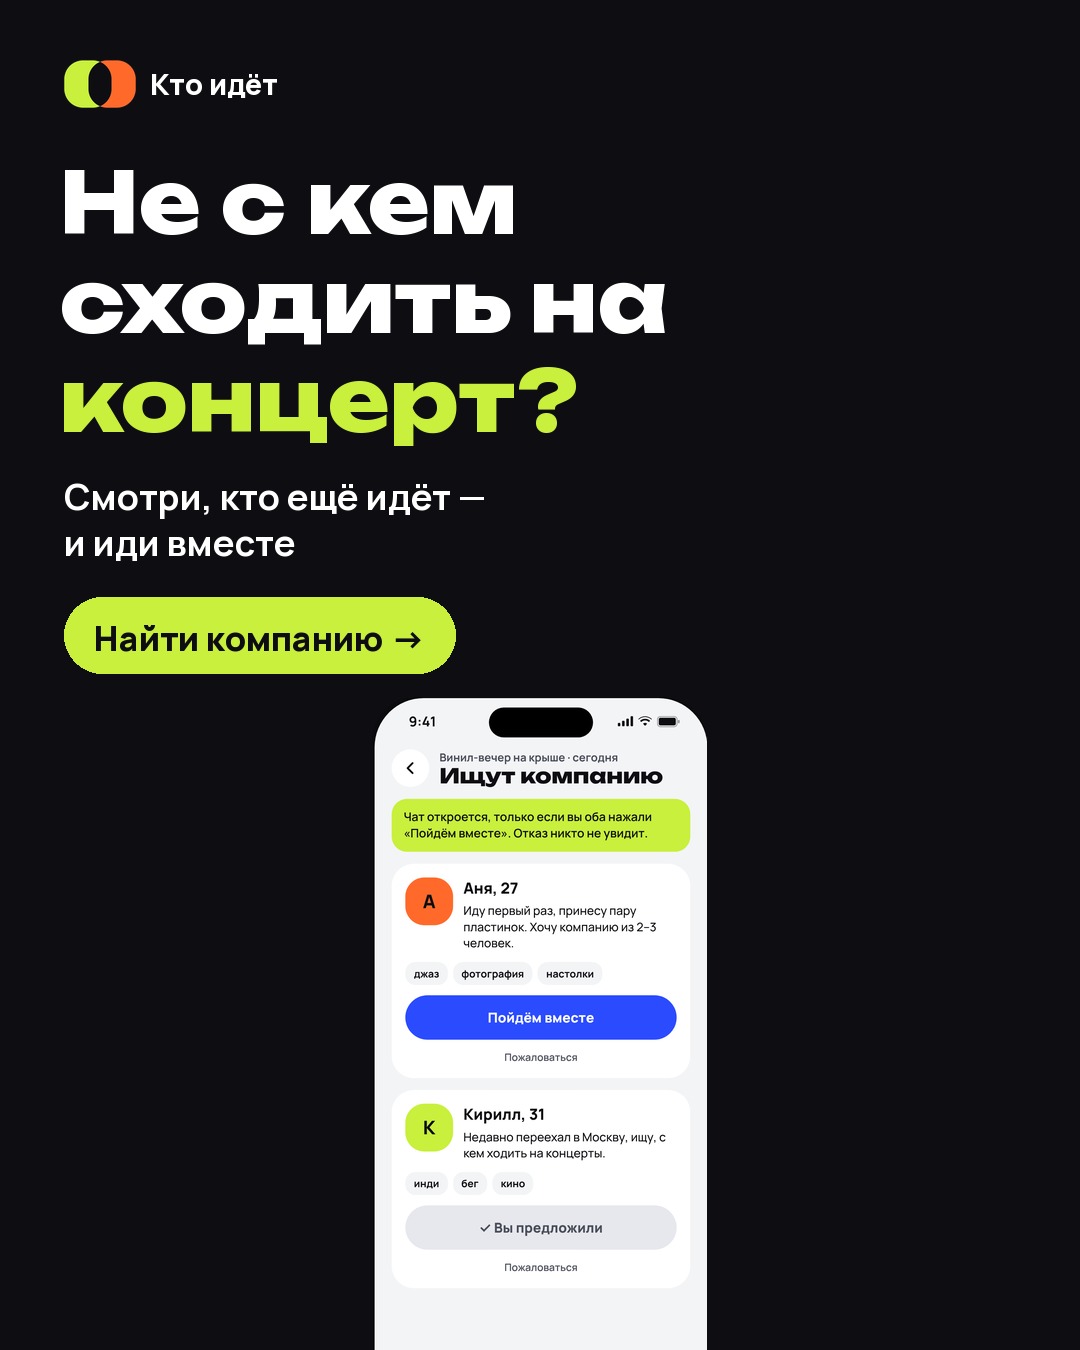 Кто идёт
Не с кем
сходить на
концерт?
Смотри, кто ещё идёт —
и иди вместе
Найти компанию →
9:41
Винил-вечер на крыше · сегодня
Ищут компанию
Чат откроется, только если вы оба нажали
«Пойдём вместе». Отказ никто не увидит.
А
Аня, 27
Иду первый раз, принесу пару
пластинок. Хочу компанию из 2–3
человек.
джаз фотография настолки
Пойдём вместе
Пожаловаться
К
Кирилл, 31
Недавно переехал в Москву, ищу, с
кем ходить на концерты.
инди бег кино
✓ Вы предложили
Пожаловаться